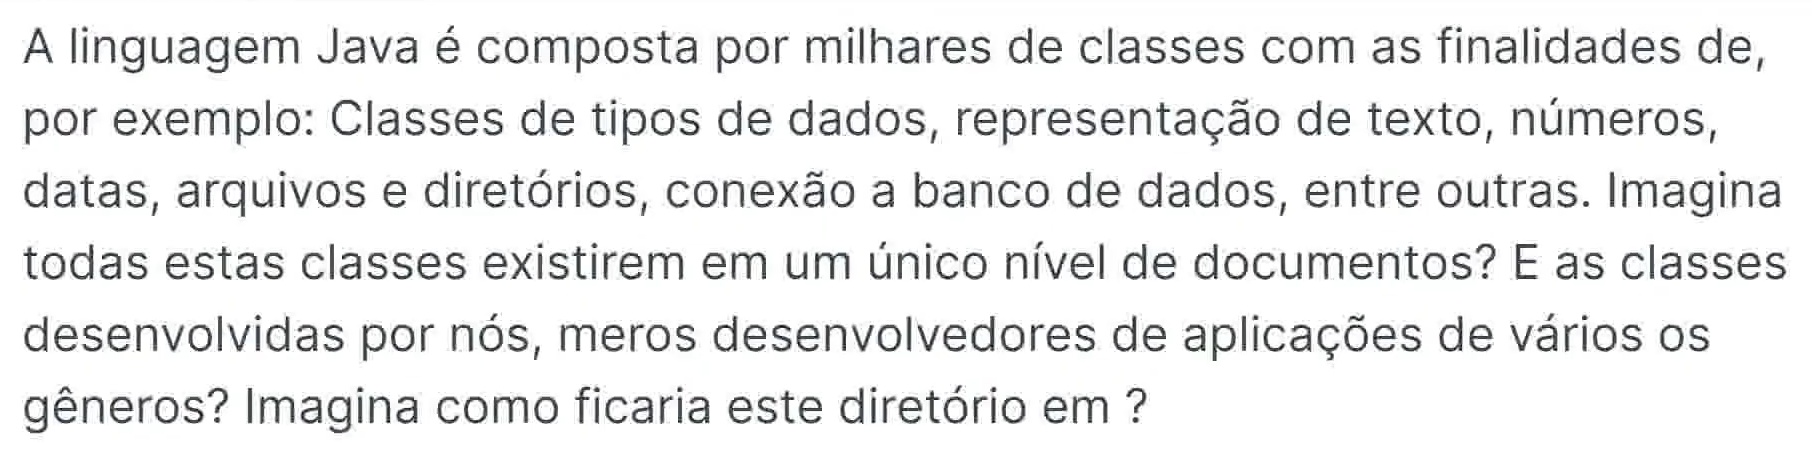 A linguagem Java é composta por milhares de classes com as finalidades de,
por exemplo: Classes de tipos de dados, representação de texto, números,
datas, arquivos e diretórios, conexão a banco de dados, entre outras. Imagina
todas estas classes existirem em um único nível de documentos? E as classes
desenvolvidas por nós, meros desenvolvedores de aplicações de vários os
gêneros? Imagina como ficaria este diretório em ?